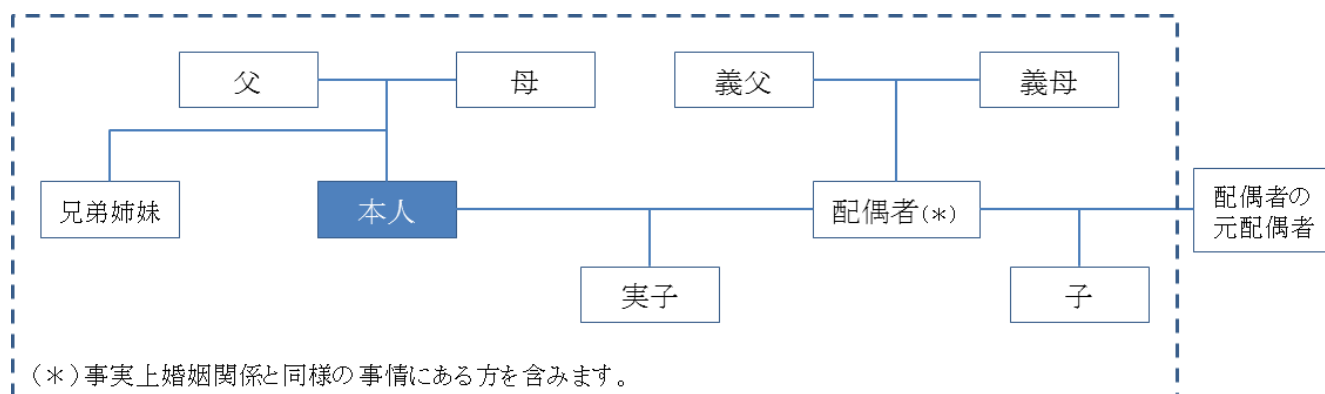 父
母
義父
義母
兄弟姉妹
本人
配偶者(＊)
配偶者の
元配偶者
実子
子
(＊)事実上婚姻関係と同様の事情にある方を含みます。